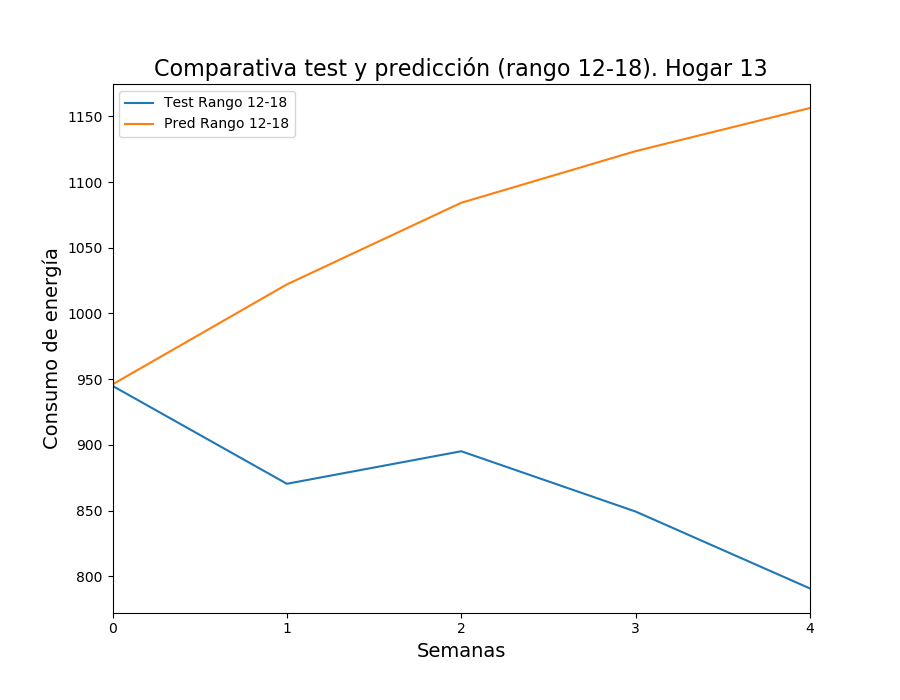 Comparativa test y predicción (rango 12-18). Hogar 13
Test Rango 12-18
Pred Rango 12-18
1150
1100
1050
1000
950
900
850
800
Consumo de energía
0 1 2 3 4
Semanas